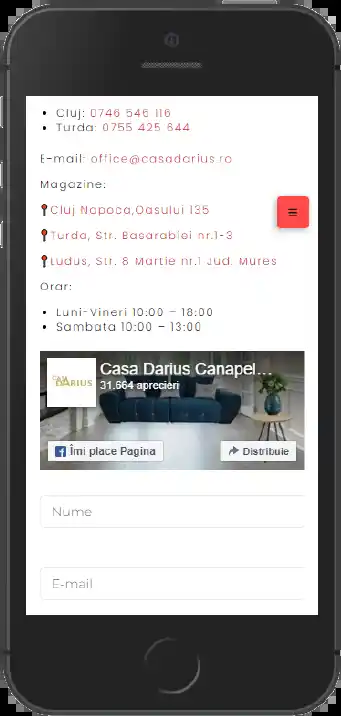 Cluj: 0746 546 116
Turda: 0755 425 644
E-mail: office@casadarius.ro
Magazine:
Cluj Napoca,Oasului 135
Turda, Str. Basarabiei nr.1-3
Ludus, Str. 8 Martie nr.1 Jud. Mures
Orar:
Luni-Vineri 10:00 – 18:00
Sambata 10:00 – 13:00
CASA DARIUS
Casa Darius Canapel...
31.664 aprecieri
Îmi place Pagina
Distribuie
Nume
E-mail